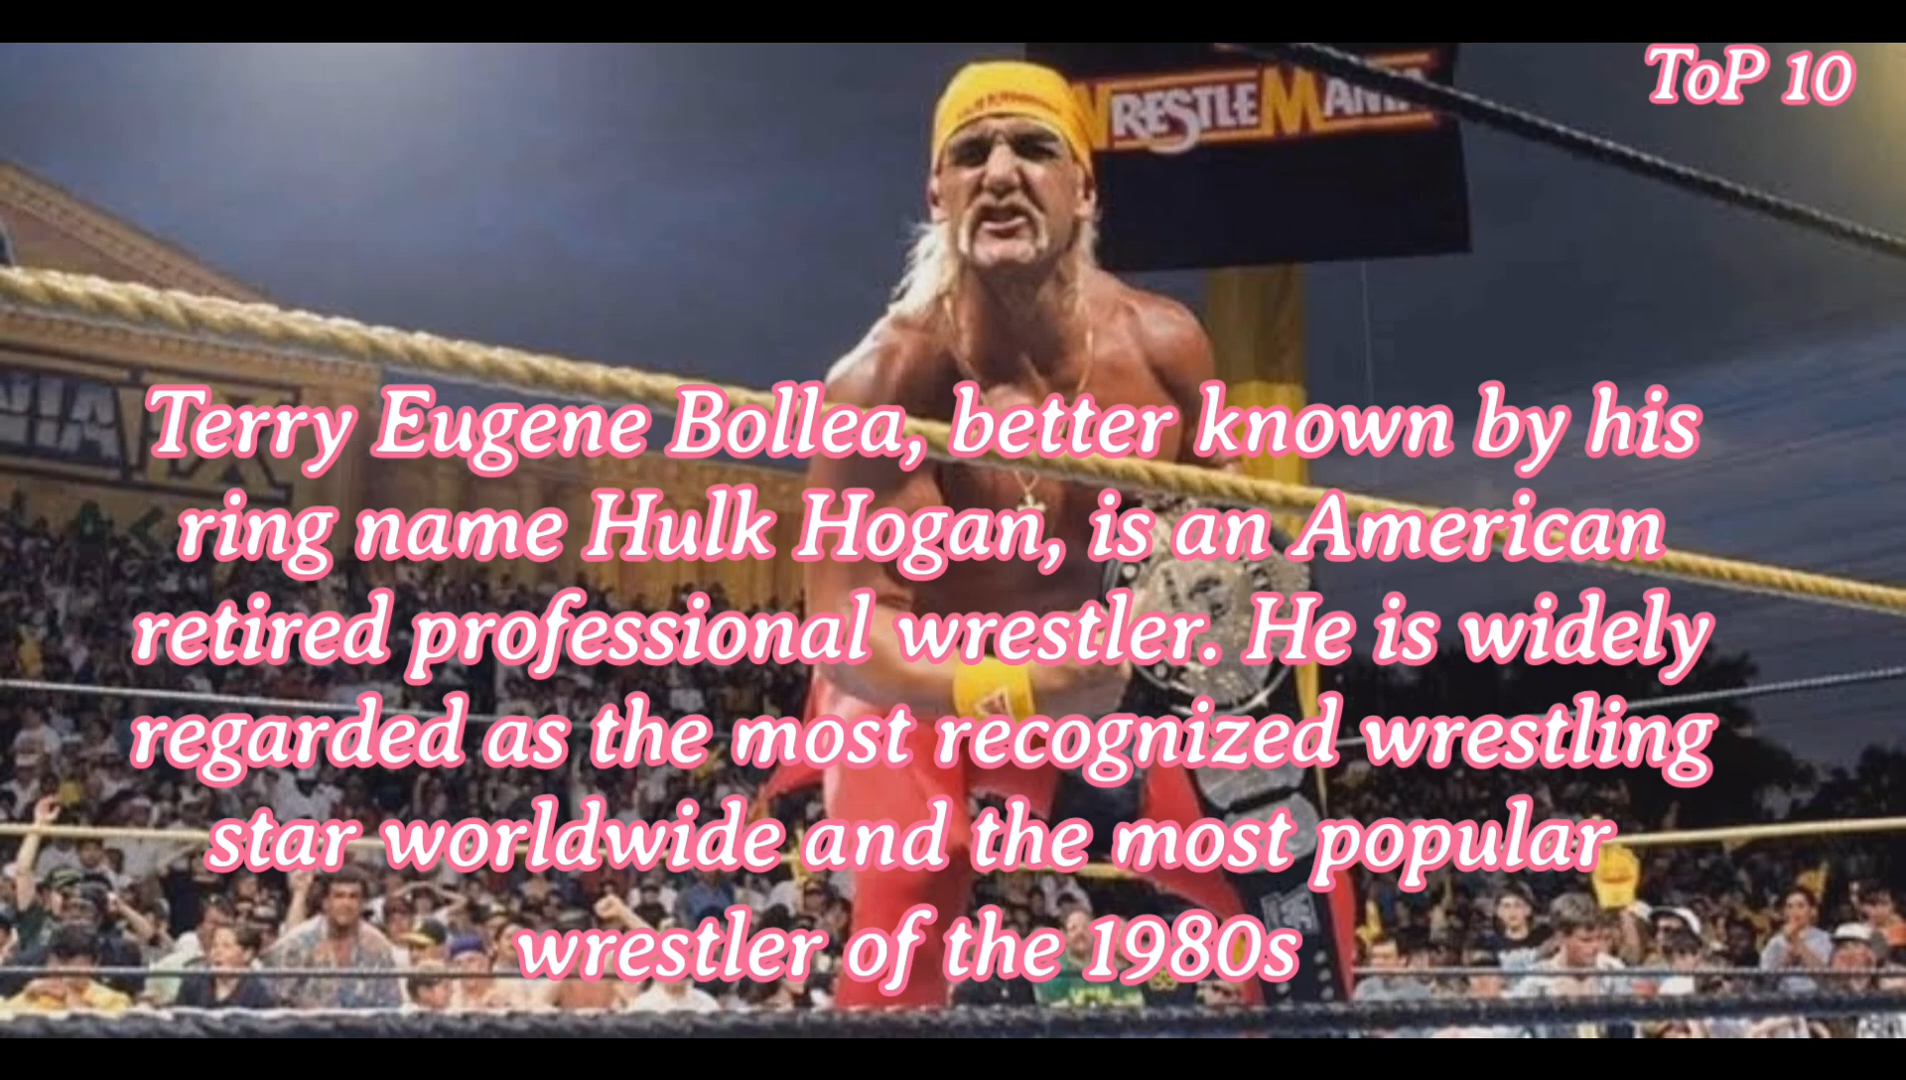 ToP 10
WRESTLEMANIA
Terry Eugene Bollea, better known by his
ring name Hulk Hogan, is an American
retired professional wrestler. He is widely
regarded as the most recognized wrestling
star worldwide and the most popular
wrestler of the 1980s